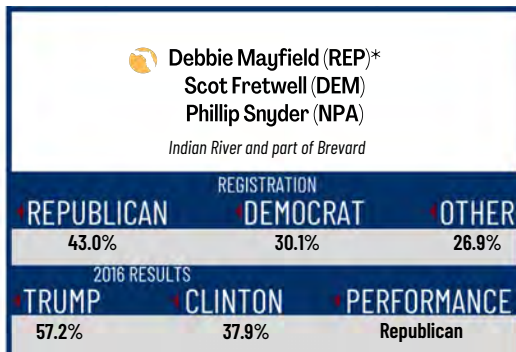 Debbie Mayfield (REP)*
Scot Fretwell (DEM)
Phillip Snyder (NPA)
Indian River and part of Brevard
REGISTRATION
REPUBLICAN DEMOCRAT OTHER
43.0% 30.1% 26.9%
2016 RESULTS
TRUMP CLINTON PERFORMANCE
57.2% 37.9% Republican